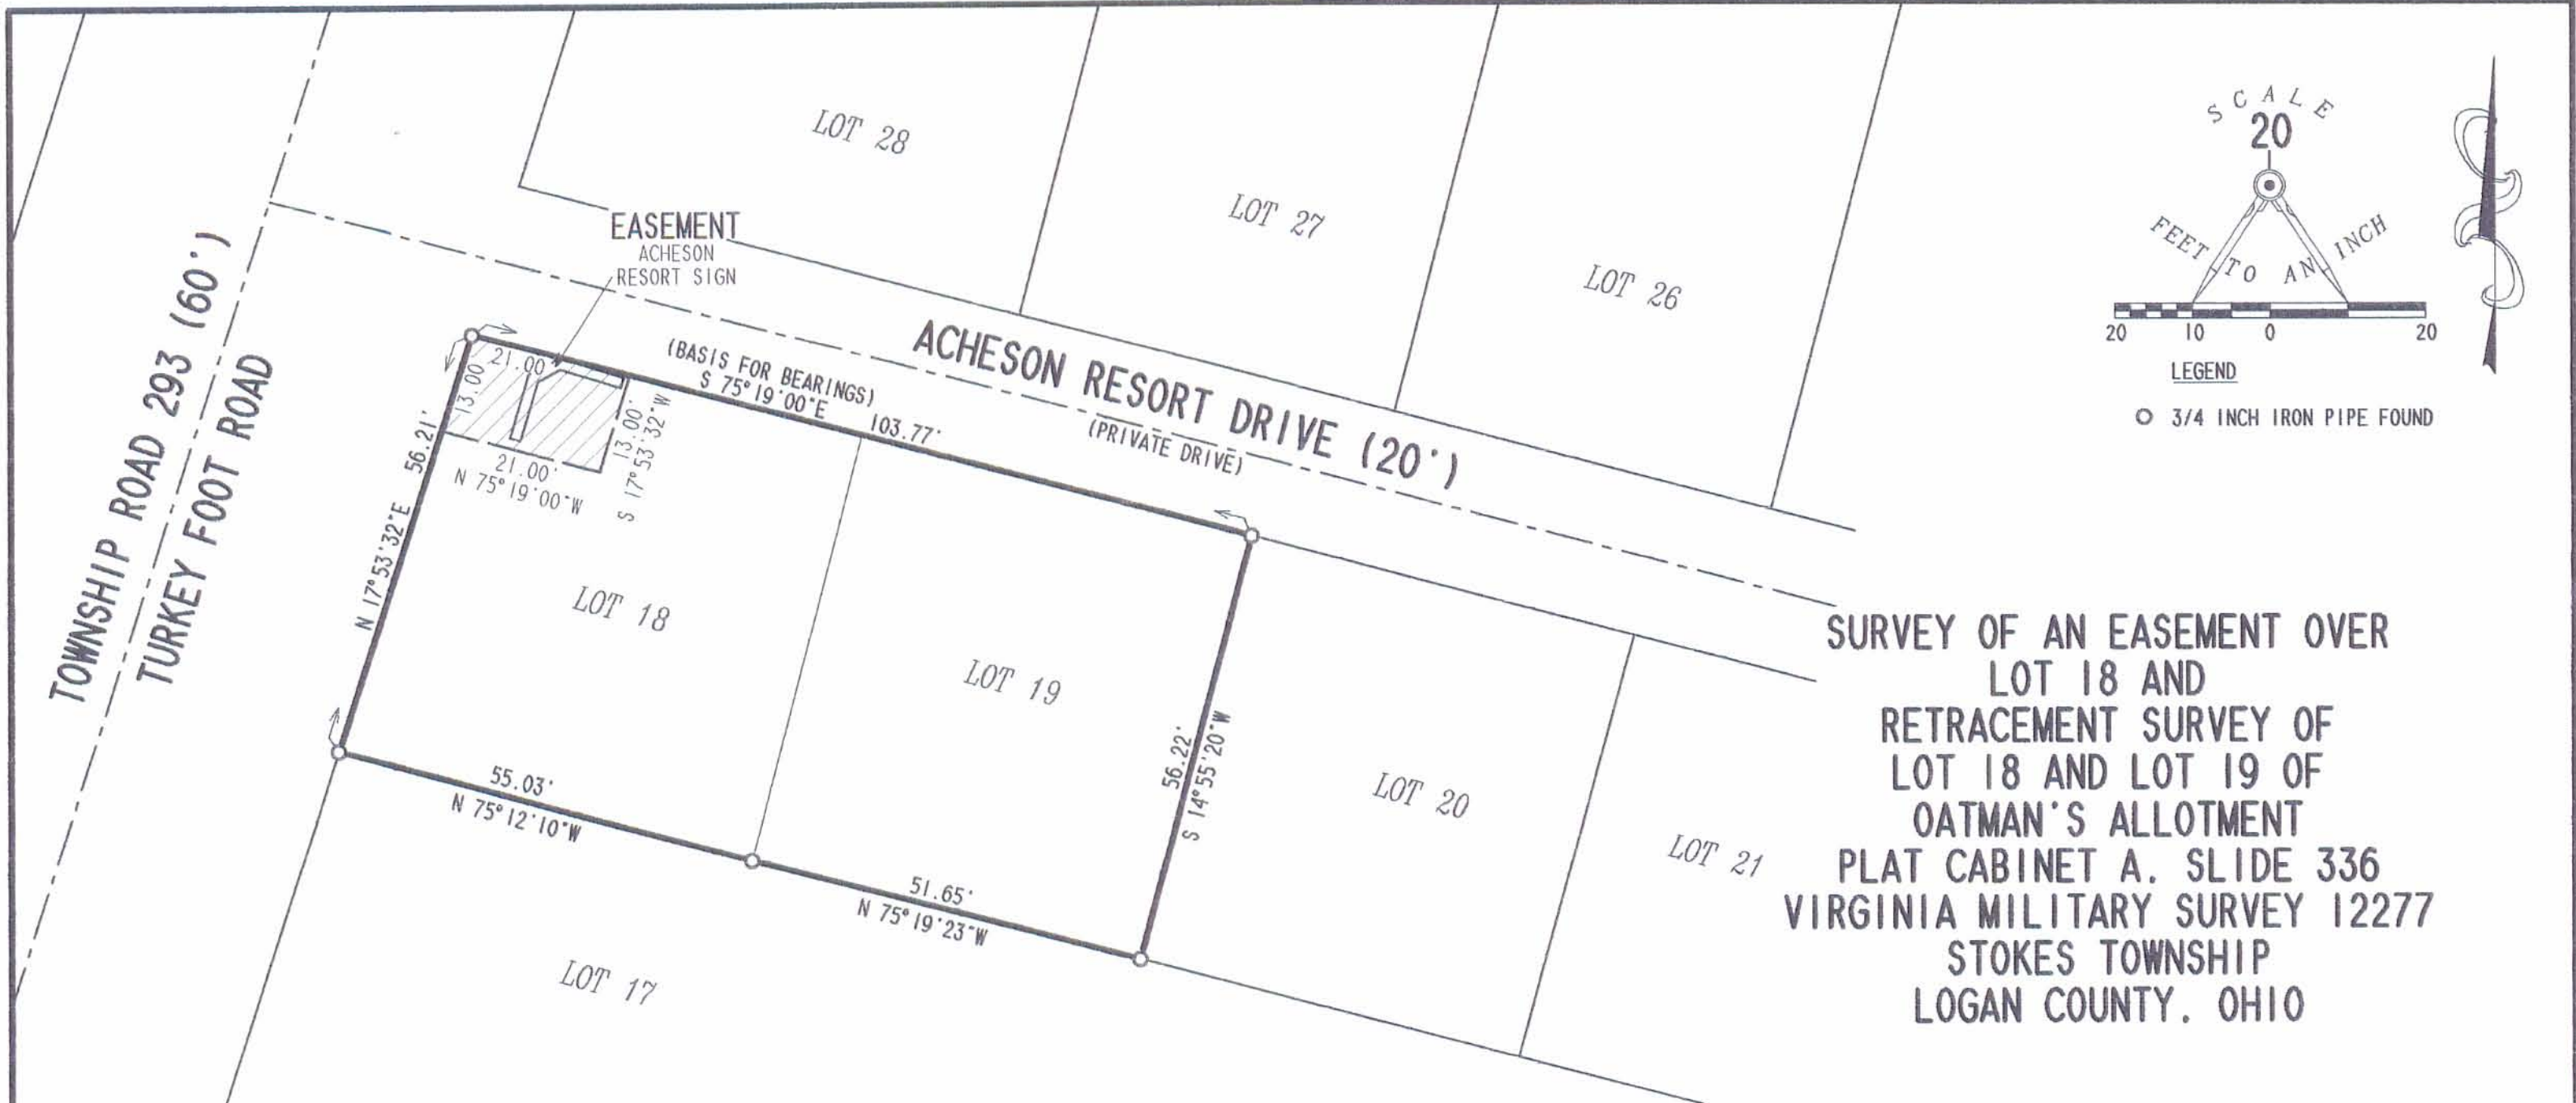 LOT 28
LOT 27
LOT 26
SCALE
20
FEET TO AN INCH
20 10 0 20
LEGEND
3/4 INCH IRON PIPE FOUND
EASEMENT
ACHESON
RESORT SIGN
TOWNSHIP ROAD 293 (60')
TURKEY FOOT ROAD
ACHESON RESORT DRIVE (20')
(PRIVATE DRIVE)
(BASIS FOR BEARINGS)
S 75°19'00"E
103.77'
21.00'
13.00'
13.00'
S 17°53'32"W
21.00'
N 75°19'00"W
56.21'
N 17°53'32"E
LOT 18
LOT 19
56.22'
S 14°55'20"W
LOT 20
LOT 21
55.03'
N 75°12'10"W
51.65'
N 75°19'23"W
LOT 17
SURVEY OF AN EASEMENT OVER
LOT 18 AND
RETRACEMENT SURVEY OF
LOT 18 AND LOT 19 OF
OATMAN'S ALLOTMENT
PLAT CABINET A. SLIDE 336
VIRGINIA MILITARY SURVEY 12277
STOKES TOWNSHIP
LOGAN COUNTY. OHIO